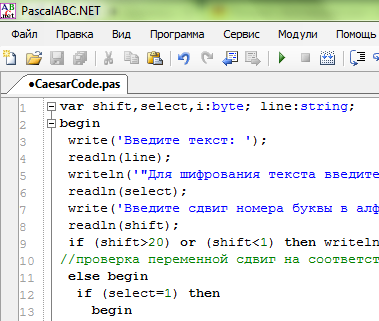 PascalABC.NET
Файл Правка Вид Программа Сервис Модули Помощь
•CaesarCode.pas
1 var shift,select,i:byte; line:string;
2 begin
3 write('Введите текст: ');
4 readln(line);
5 writeln('"Для шифрования текста введите
6 readln(select);
7 write('Введите сдвиг номера буквы в алф
8 readln(shift);
9 if (shift>20) or (shift<1) then writeln
10 //проверка переменной сдвиг на соответст
11 else begin
12 if (select=1) then
13 begin